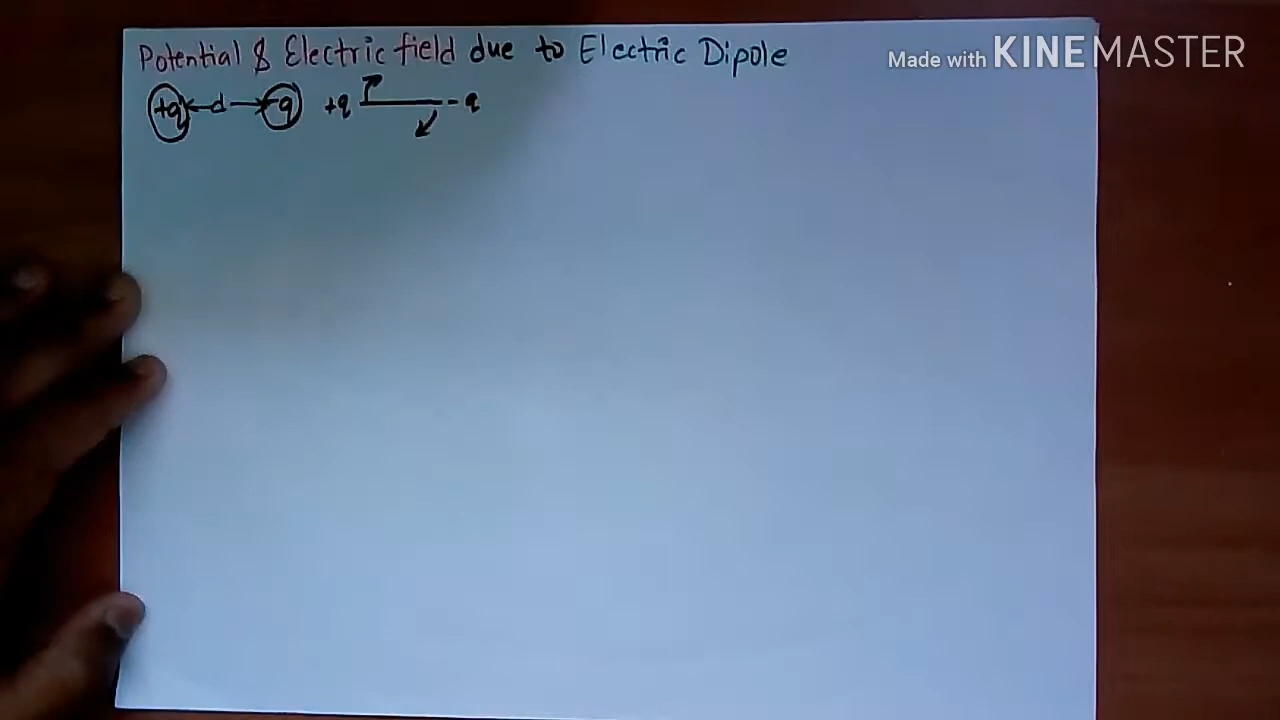 Potential & Electric field due to Electric Dipole
Made with KINEMASTER
+q d -q +q -q